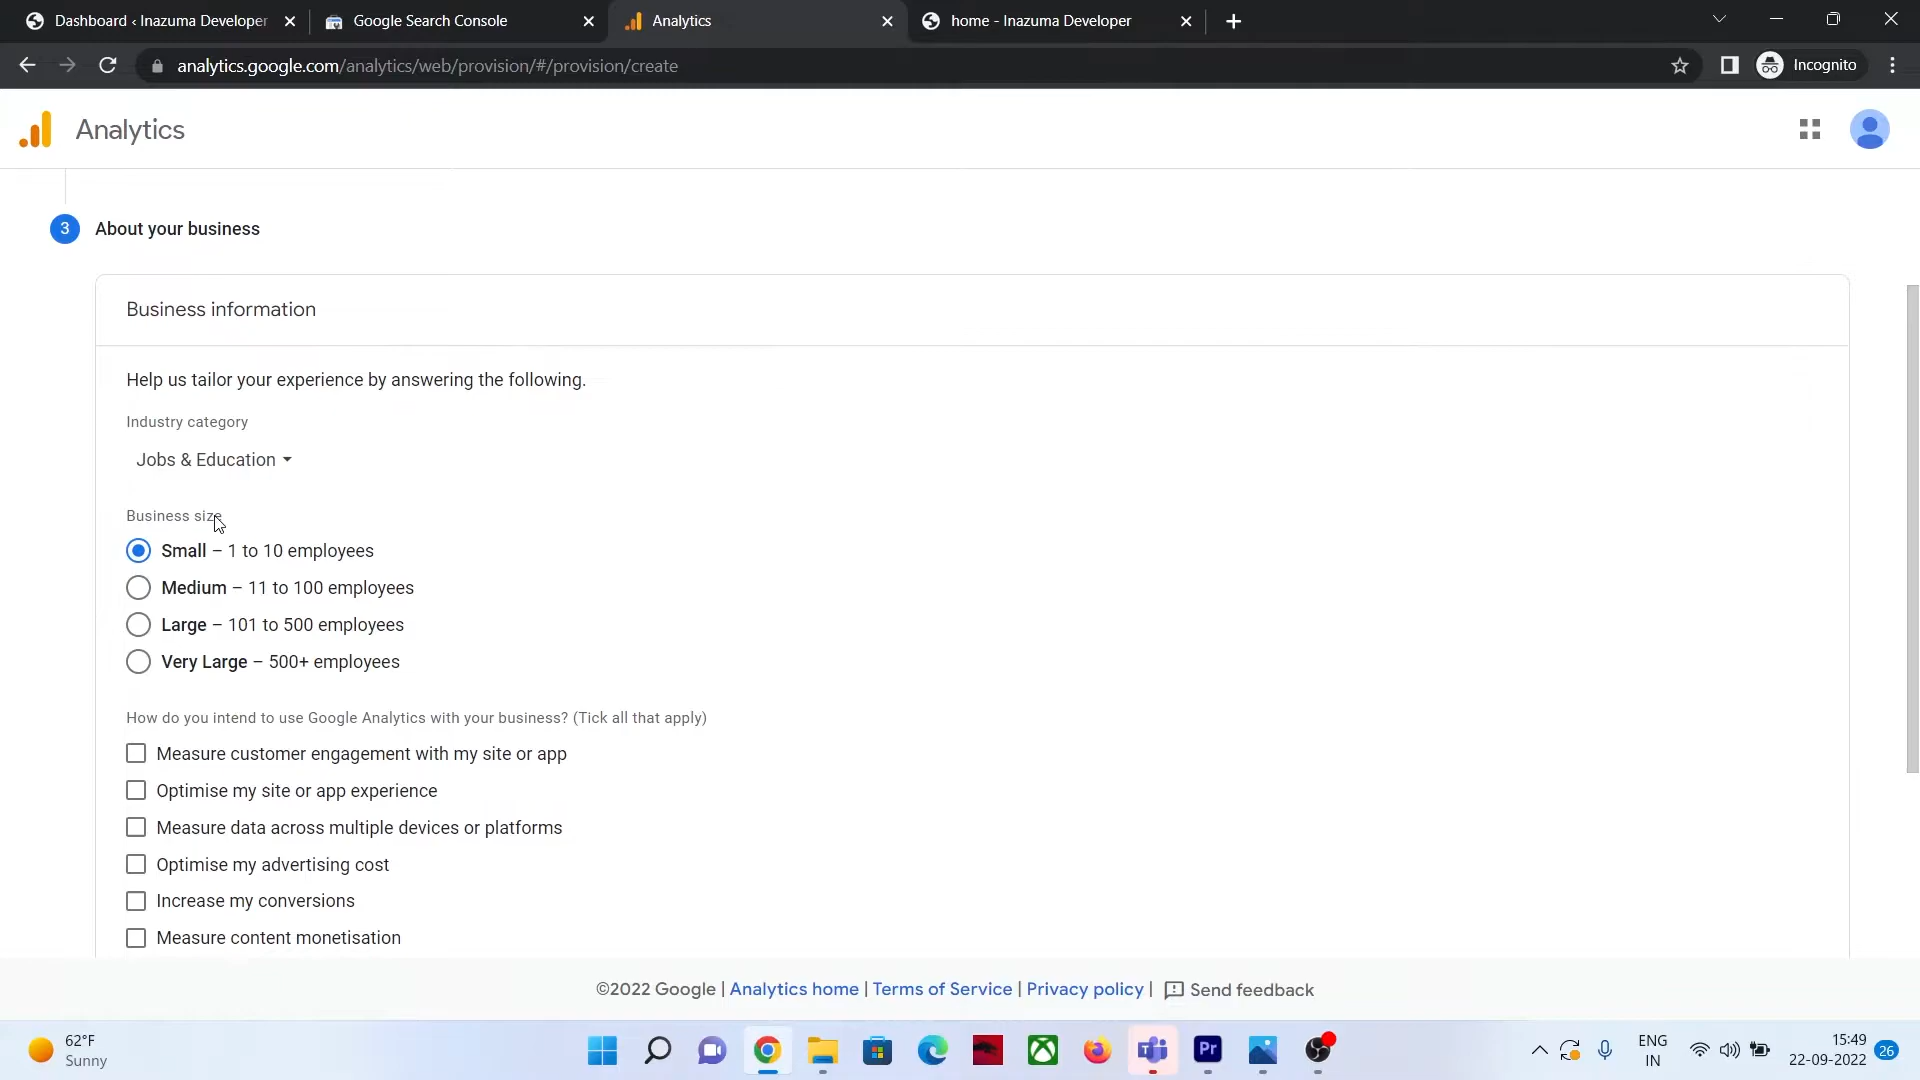 Dashboard ‹ Inazuma Developer
Google Search Console
Analytics
home - Inazuma Developer
analytics.google.com/analytics/web/provision/#/provision/create
Incognito
Analytics
3 About your business
Business information
Help us tailor your experience by answering the following.
Industry category
Jobs & Education
Business size
Small – 1 to 10 employees
Medium – 11 to 100 employees
Large – 101 to 500 employees
Very Large – 500+ employees
How do you intend to use Google Analytics with your business? (Tick all that apply)
Measure customer engagement with my site or app
Optimise my site or app experience
Measure data across multiple devices or platforms
Optimise my advertising cost
Increase my conversions
Measure content monetisation
©2022 Google | Analytics home | Terms of Service | Privacy policy | Send feedback
62°F
Sunny
Pr
ENG
IN
15:49
22-09-2022
26